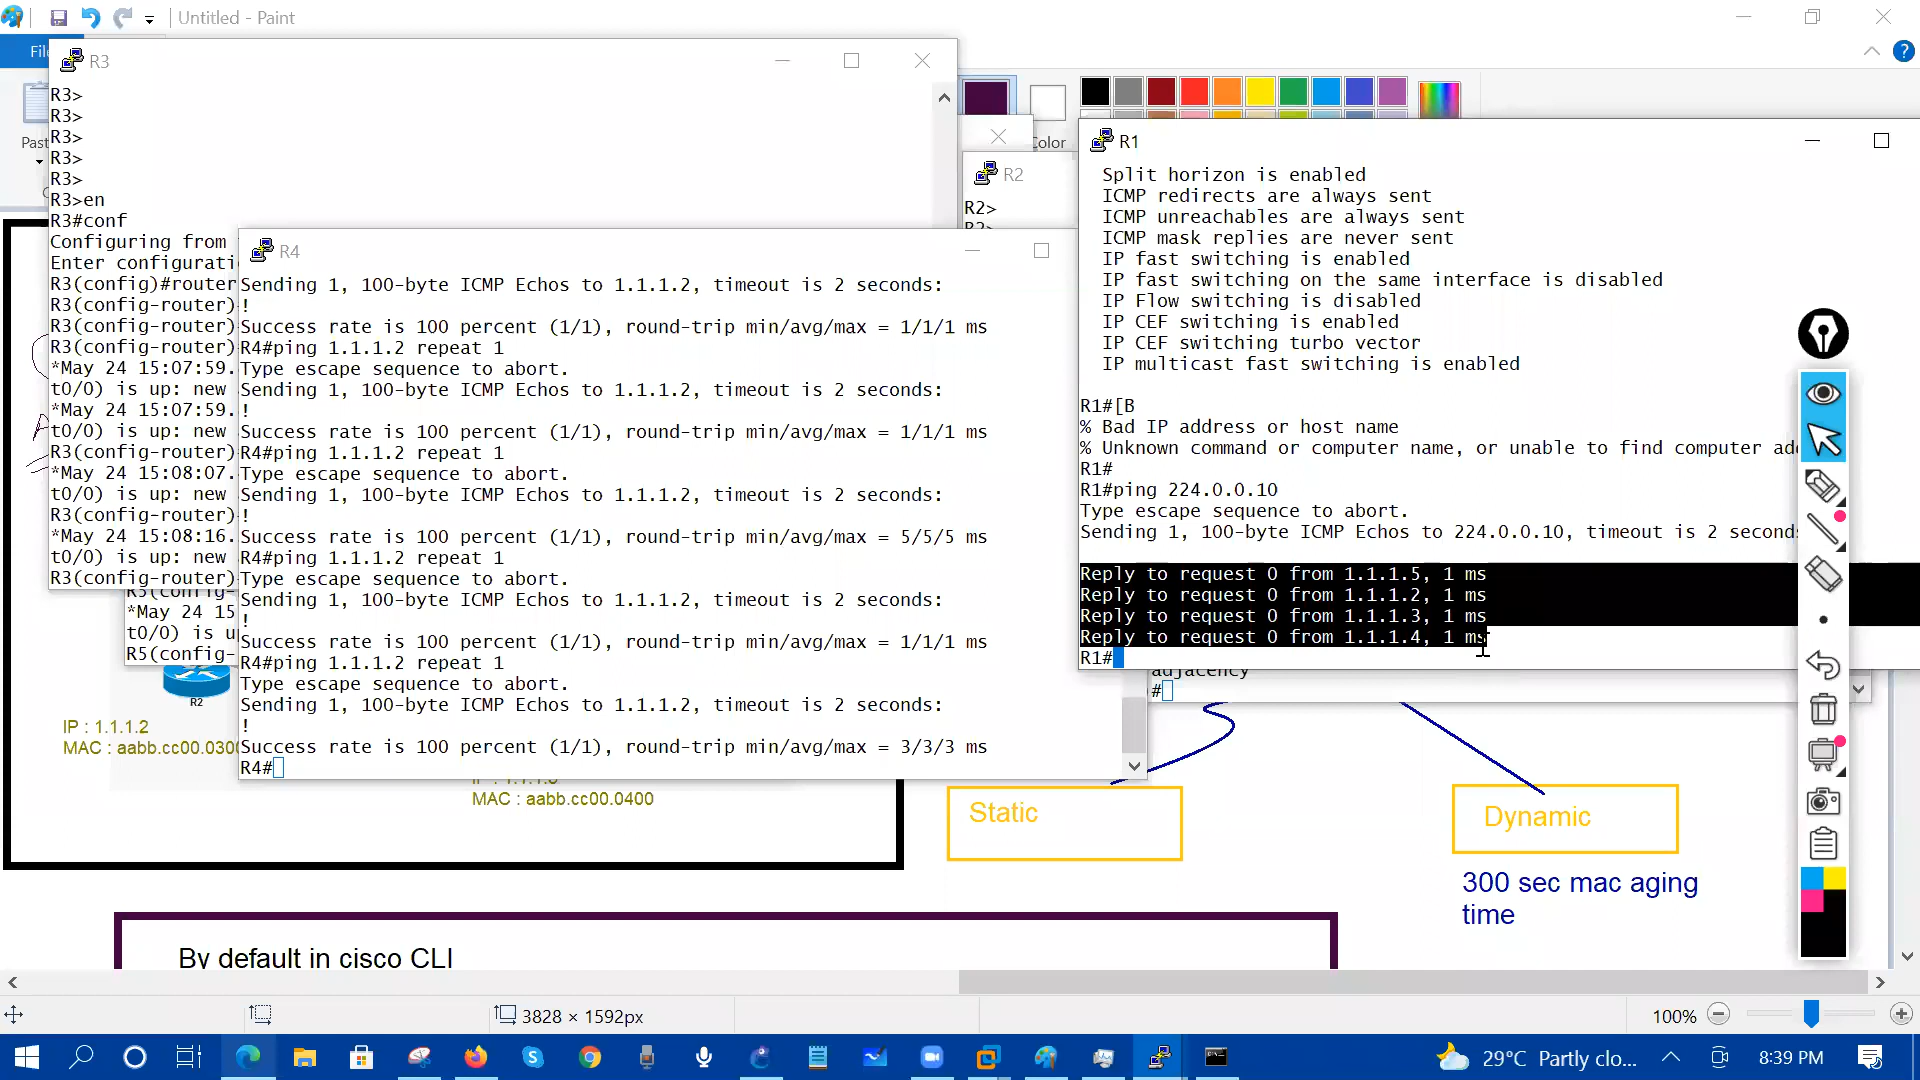 Untitled - Paint
File
Paste
Color
R3
R3>
R3>
R3>
R3>
R3>
R3>en
R3#conf
Configuring from
Enter configurati
R3(config)#router
R3(config-router)
R3(config-router)
R3(config-router)
*May 24 15:07:59.
t0/0) is up: new
*May 24 15:07:59.
t0/0) is up: new
R3(config-router)
*May 24 15:08:07.
t0/0) is up: new
R3(config-router)
*May 24 15:08:16.
t0/0) is up: new
R3(config-router)
R5(config-
*May 24 15
t0/0) is u
R5(config-
R2
R2>
R2>
R4
Sending 1, 100-byte ICMP Echos to 1.1.1.2, timeout is 2 seconds:
!
Success rate is 100 percent (1/1), round-trip min/avg/max = 1/1/1 ms
R4#ping 1.1.1.2 repeat 1
Type escape sequence to abort.
Sending 1, 100-byte ICMP Echos to 1.1.1.2, timeout is 2 seconds:
!
Success rate is 100 percent (1/1), round-trip min/avg/max = 1/1/1 ms
R4#ping 1.1.1.2 repeat 1
Type escape sequence to abort.
Sending 1, 100-byte ICMP Echos to 1.1.1.2, timeout is 2 seconds:
!
Success rate is 100 percent (1/1), round-trip min/avg/max = 5/5/5 ms
R4#ping 1.1.1.2 repeat 1
Type escape sequence to abort.
Sending 1, 100-byte ICMP Echos to 1.1.1.2, timeout is 2 seconds:
!
Success rate is 100 percent (1/1), round-trip min/avg/max = 1/1/1 ms
R4#ping 1.1.1.2 repeat 1
Type escape sequence to abort.
Sending 1, 100-byte ICMP Echos to 1.1.1.2, timeout is 2 seconds:
!
Success rate is 100 percent (1/1), round-trip min/avg/max = 3/3/3 ms
R4#
R1
Split horizon is enabled
ICMP redirects are always sent
ICMP unreachables are always sent
ICMP mask replies are never sent
IP fast switching is enabled
IP fast switching on the same interface is disabled
IP Flow switching is disabled
IP CEF switching is enabled
IP CEF switching turbo vector
IP multicast fast switching is enabled
R1#[B
% Bad IP address or host name
% Unknown command or computer name, or unable to find computer add
R1#
R1#ping 224.0.0.10
Type escape sequence to abort.
Sending 1, 100-byte ICMP Echos to 224.0.0.10, timeout is 2 seconds
Reply to request 0 from 1.1.1.5, 1 ms
Reply to request 0 from 1.1.1.2, 1 ms
Reply to request 0 from 1.1.1.3, 1 ms
Reply to request 0 from 1.1.1.4, 1 ms
R1#
adjacency
#
R2
IP : 1.1.1.2
MAC : aabb.cc00.0300
MAC : aabb.cc00.0400
Static
Dynamic
300 sec mac aging
time
By default in cisco CLI
3828 × 1592px
100%
29°C Partly clo...
8:39 PM